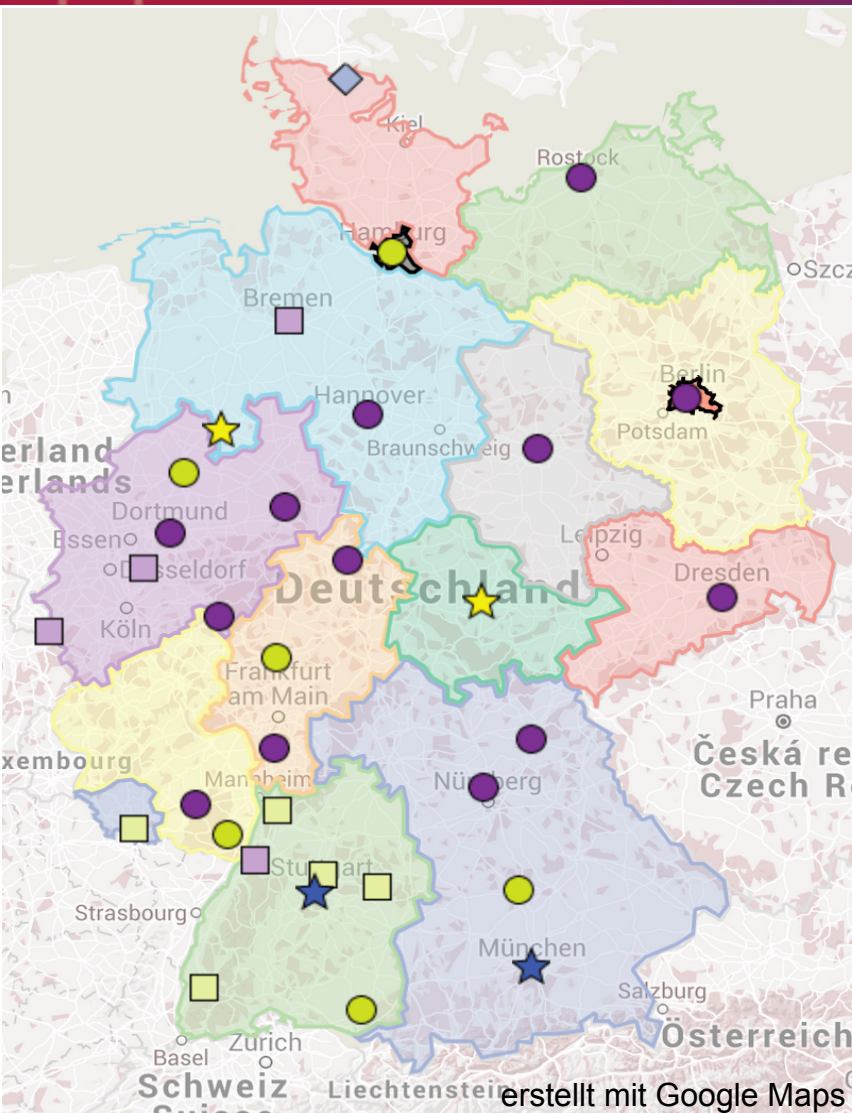 Kiel
Rostock
Hamburg
Szcz
Bremen
Berlin
Hannover
Potsdam
Braunschweig
erland
erlands
Dortmund
Essen
Leipzig
Düsseldorf
Deutschland
Dresden
Köln
Frankfurt
am Main
Praha
xembourg
Česká re
Czech R
Mannheim
Nürnberg
Stuttgart
Strasbourg
München
Salzburg
Österreich
Basel
Zurich
Schweiz
Liechtenstein
erstellt mit Google Maps
Suisse